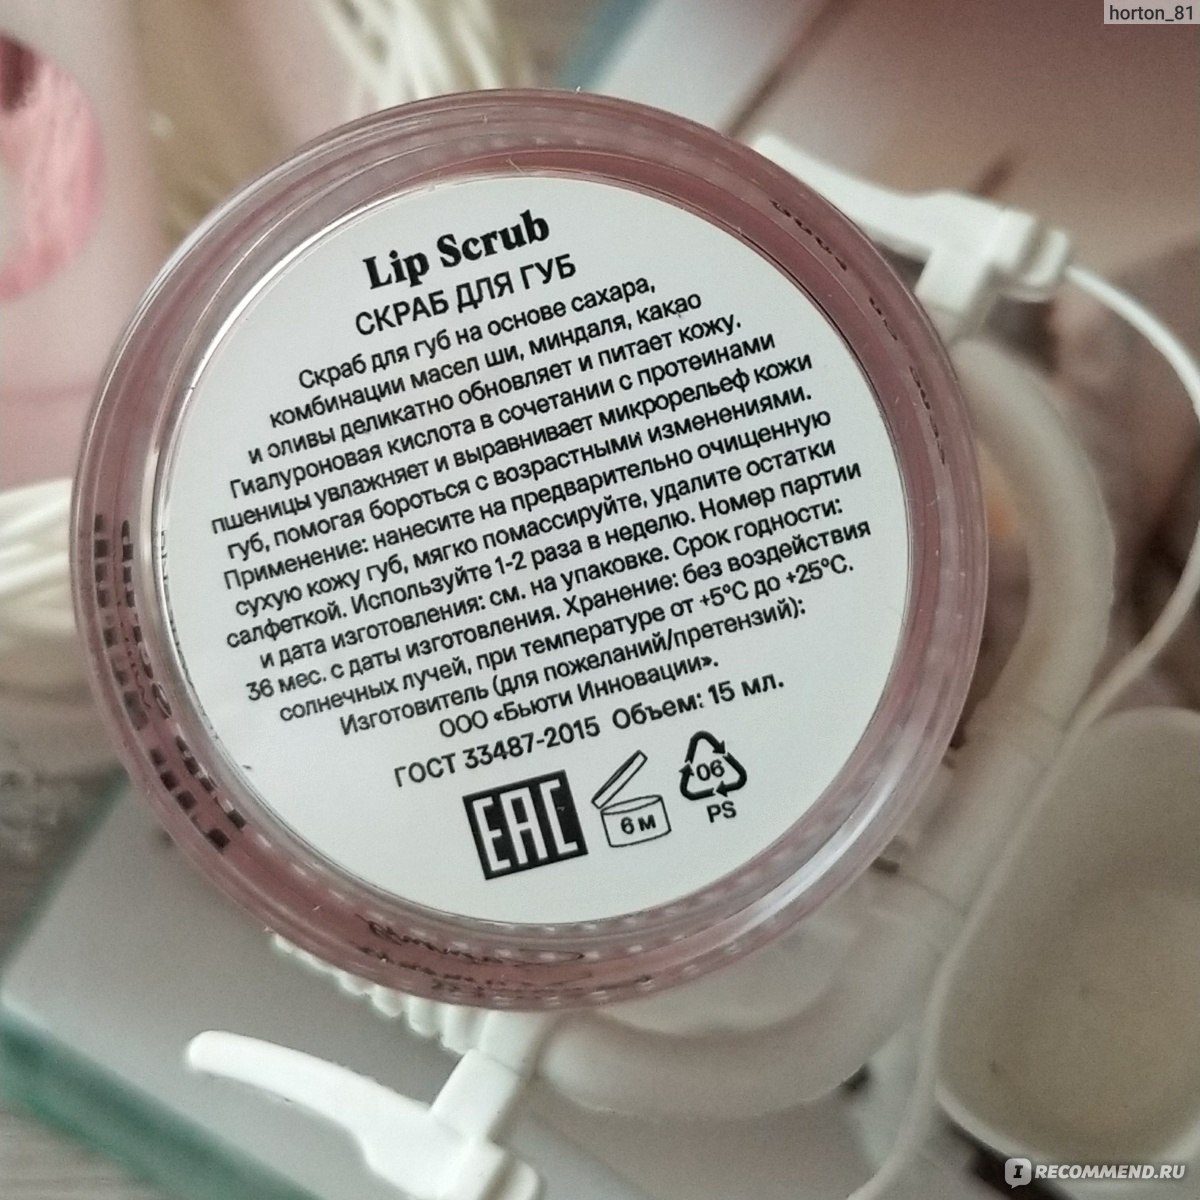 horton_81
Lip Scrub
СКРАБ ДЛЯ ГУБ
Скраб для губ на основе сахара,
комбинации масел ши, миндаля, какао
и оливы деликатно обновляет и питает кожу.
Гиалуроновая кислота в сочетании с протеинами
пшеницы увлажняет и выравнивает микрорельеф кожи
губ, помогая бороться с возрастными изменениями.
Применение: нанесите на предварительно очищенную
сухую кожу губ, мягко помассируйте, удалите остатки
салфеткой. Используйте 1-2 раза в неделю. Номер партии
и дата изготовления: см. на упаковке. Срок годности:
36 мес. с даты изготовления. Хранение: без воздействия
солнечных лучей, при температуре от +5°C до +25°C.
Изготовитель (для пожеланий/претензий):
ООО «Бьюти Инновации».
ГОСТ 33487-2015 Объем: 15 мл.
EAC
6 м
06
PS
I RECOMMEND.RU